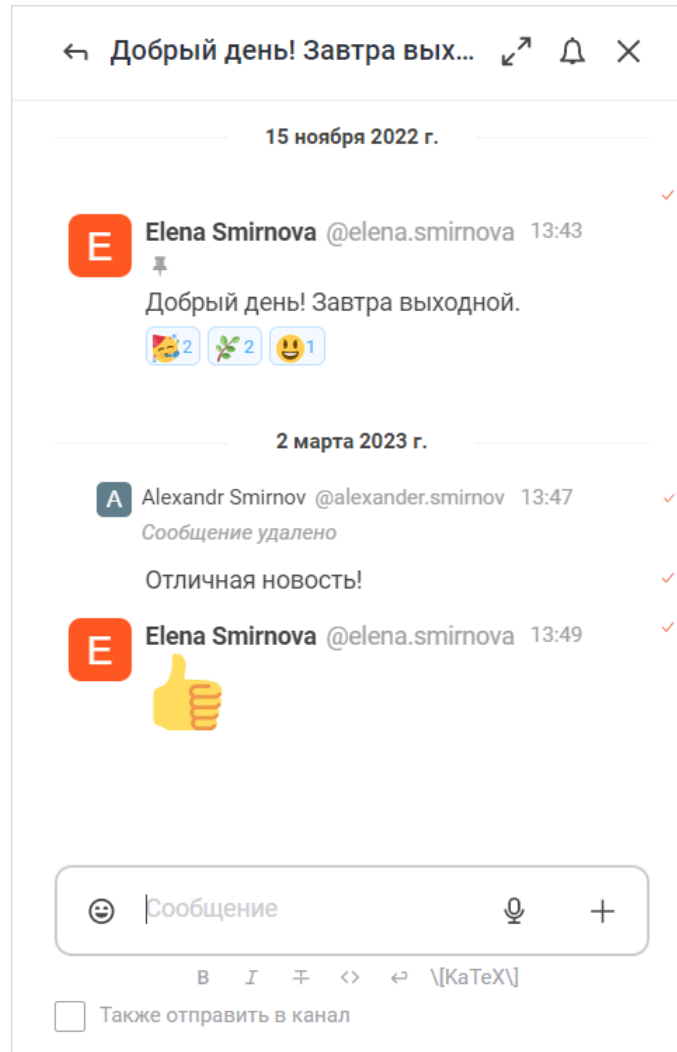 Добрый день! Завтра вых...
15 ноября 2022 г.
E
Elena Smirnova @elena.smirnova 13:43
Добрый день! Завтра выходной.
2 2 1
2 марта 2023 г.
A
Alexandr Smirnov @alexander.smirnov 13:47
Сообщение удалено
Отличная новость!
E
Elena Smirnova @elena.smirnova 13:49
Сообщение
B I T <> \[KaTeX\]
Также отправить в канал